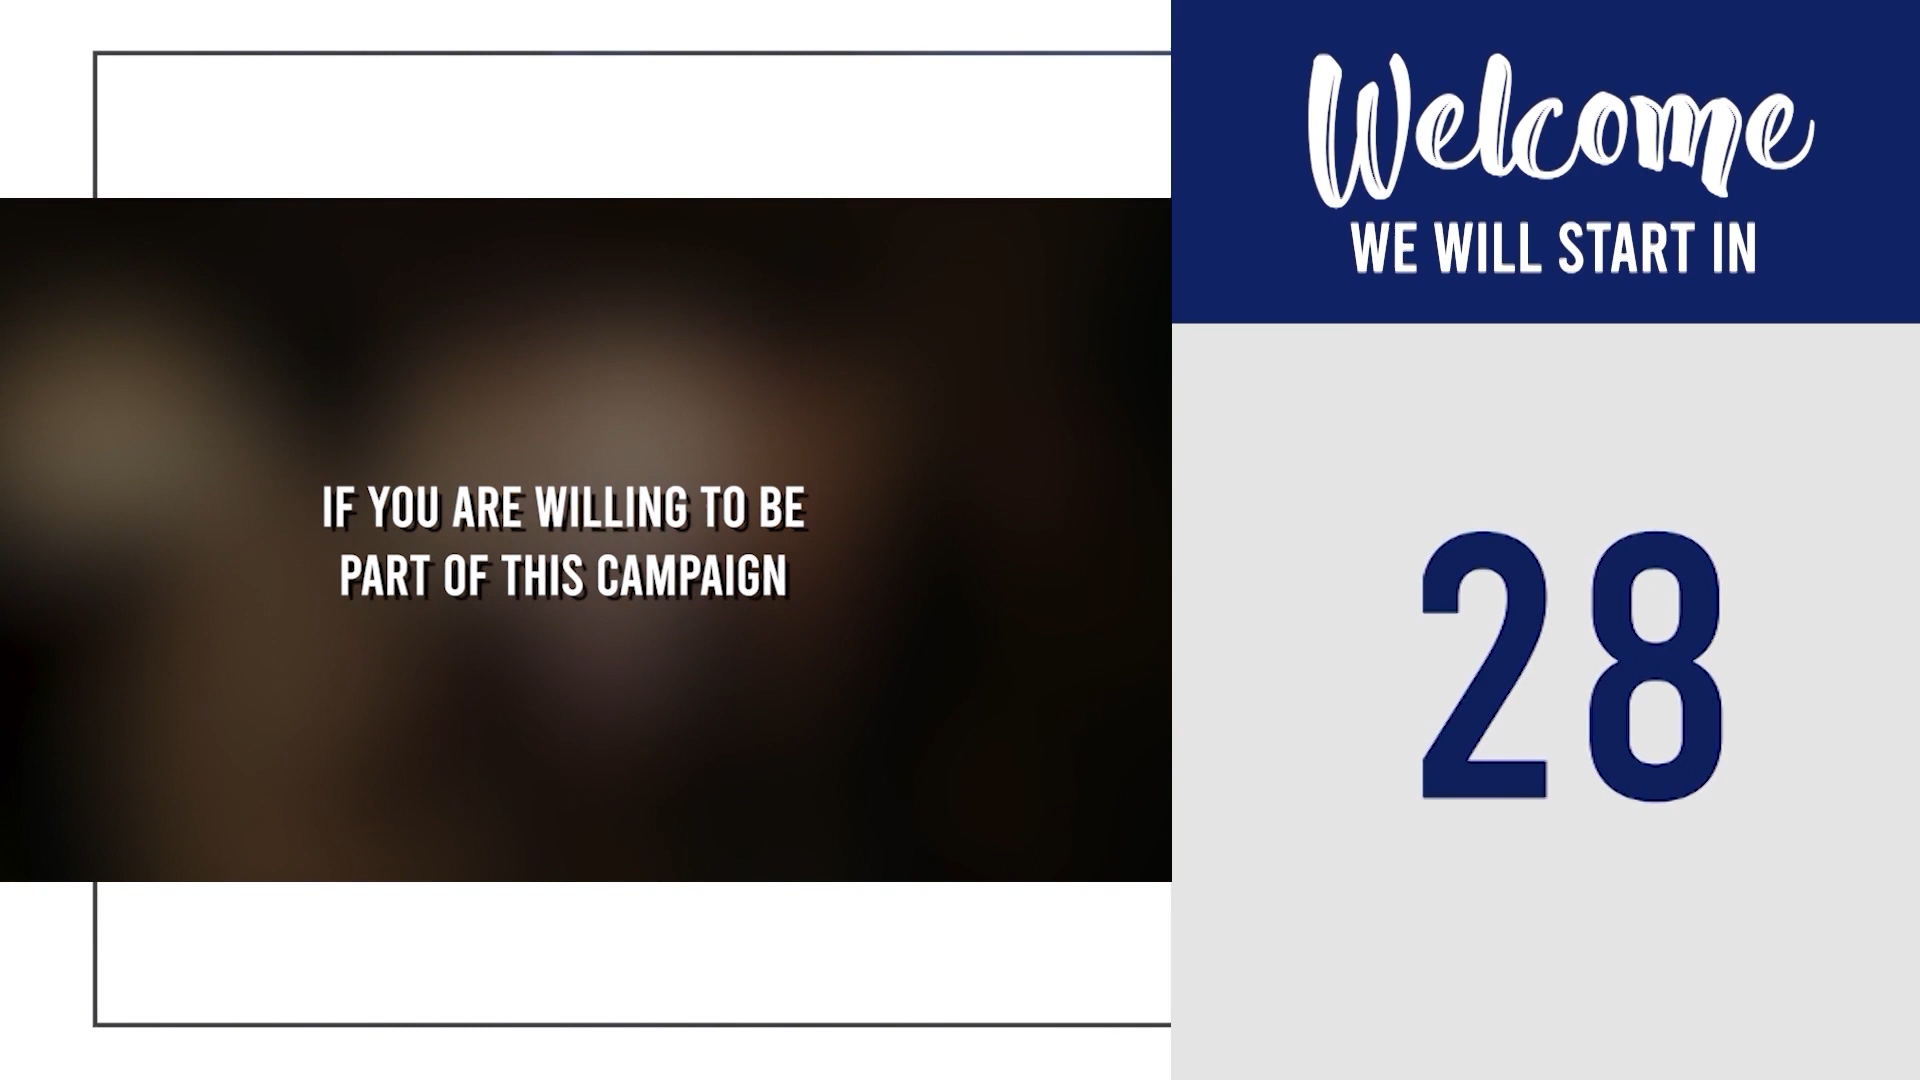 IF YOU ARE WILLING TO BE
PART OF THIS CAMPAIGN
Welcome
WE WILL START IN
28